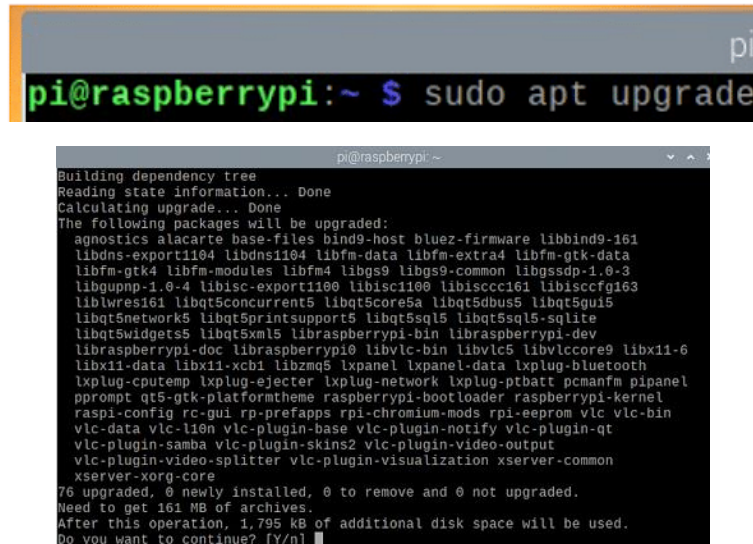 pi
pi@raspberrypi:~ $ sudo apt upgrade
pi@raspberrypi: ~
Building dependency tree
Reading state information... Done
Calculating upgrade... Done
The following packages will be upgraded:
agnostics alacarte base-files bind9-host bluez-firmware libbind9-161
libdns-export1104 libdns1104 libfm-data libfm-extra4 libfm-gtk-data
libfm-gtk4 libfm-modules libfm4 libgs9 libgs9-common libgssdp-1.0-3
libgupnp-1.0-4 libisc-export1100 libisc1100 libisccc161 libisccfg163
liblwres161 libqt5concurrent5 libqt5core5a libqt5dbus5 libqt5gui5
libqt5network5 libqt5printsupport5 libqt5sql5 libqt5sql5-sqlite
libqt5widgets5 libqt5xml5 libraspberrypi-bin libraspberrypi-dev
libraspberrypi-doc libraspberrypi0 libvlc-bin libvlc5 libvlccore9 libx11-6
libx11-data libx11-xcb1 libzmq5 lxpanel lxpanel-data lxplug-bluetooth
lxplug-cputemp lxplug-ejecter lxplug-network lxplug-ptbatt pcmanfm pipanel
pprompt qt5-gtk-platformtheme raspberrypi-bootloader raspberrypi-kernel
raspi-config rc-gui rp-prefapps rpi-chromium-mods rpi-eeprom vlc vlc-bin
vlc-data vlc-l10n vlc-plugin-base vlc-plugin-notify vlc-plugin-qt
vlc-plugin-samba vlc-plugin-skins2 vlc-plugin-video-output
vlc-plugin-video-splitter vlc-plugin-visualization xserver-common
xserver-xorg-core
76 upgraded, 0 newly installed, 0 to remove and 0 not upgraded.
Need to get 161 MB of archives.
After this operation, 1,795 kB of additional disk space will be used.
Do you want to continue? [Y/n]